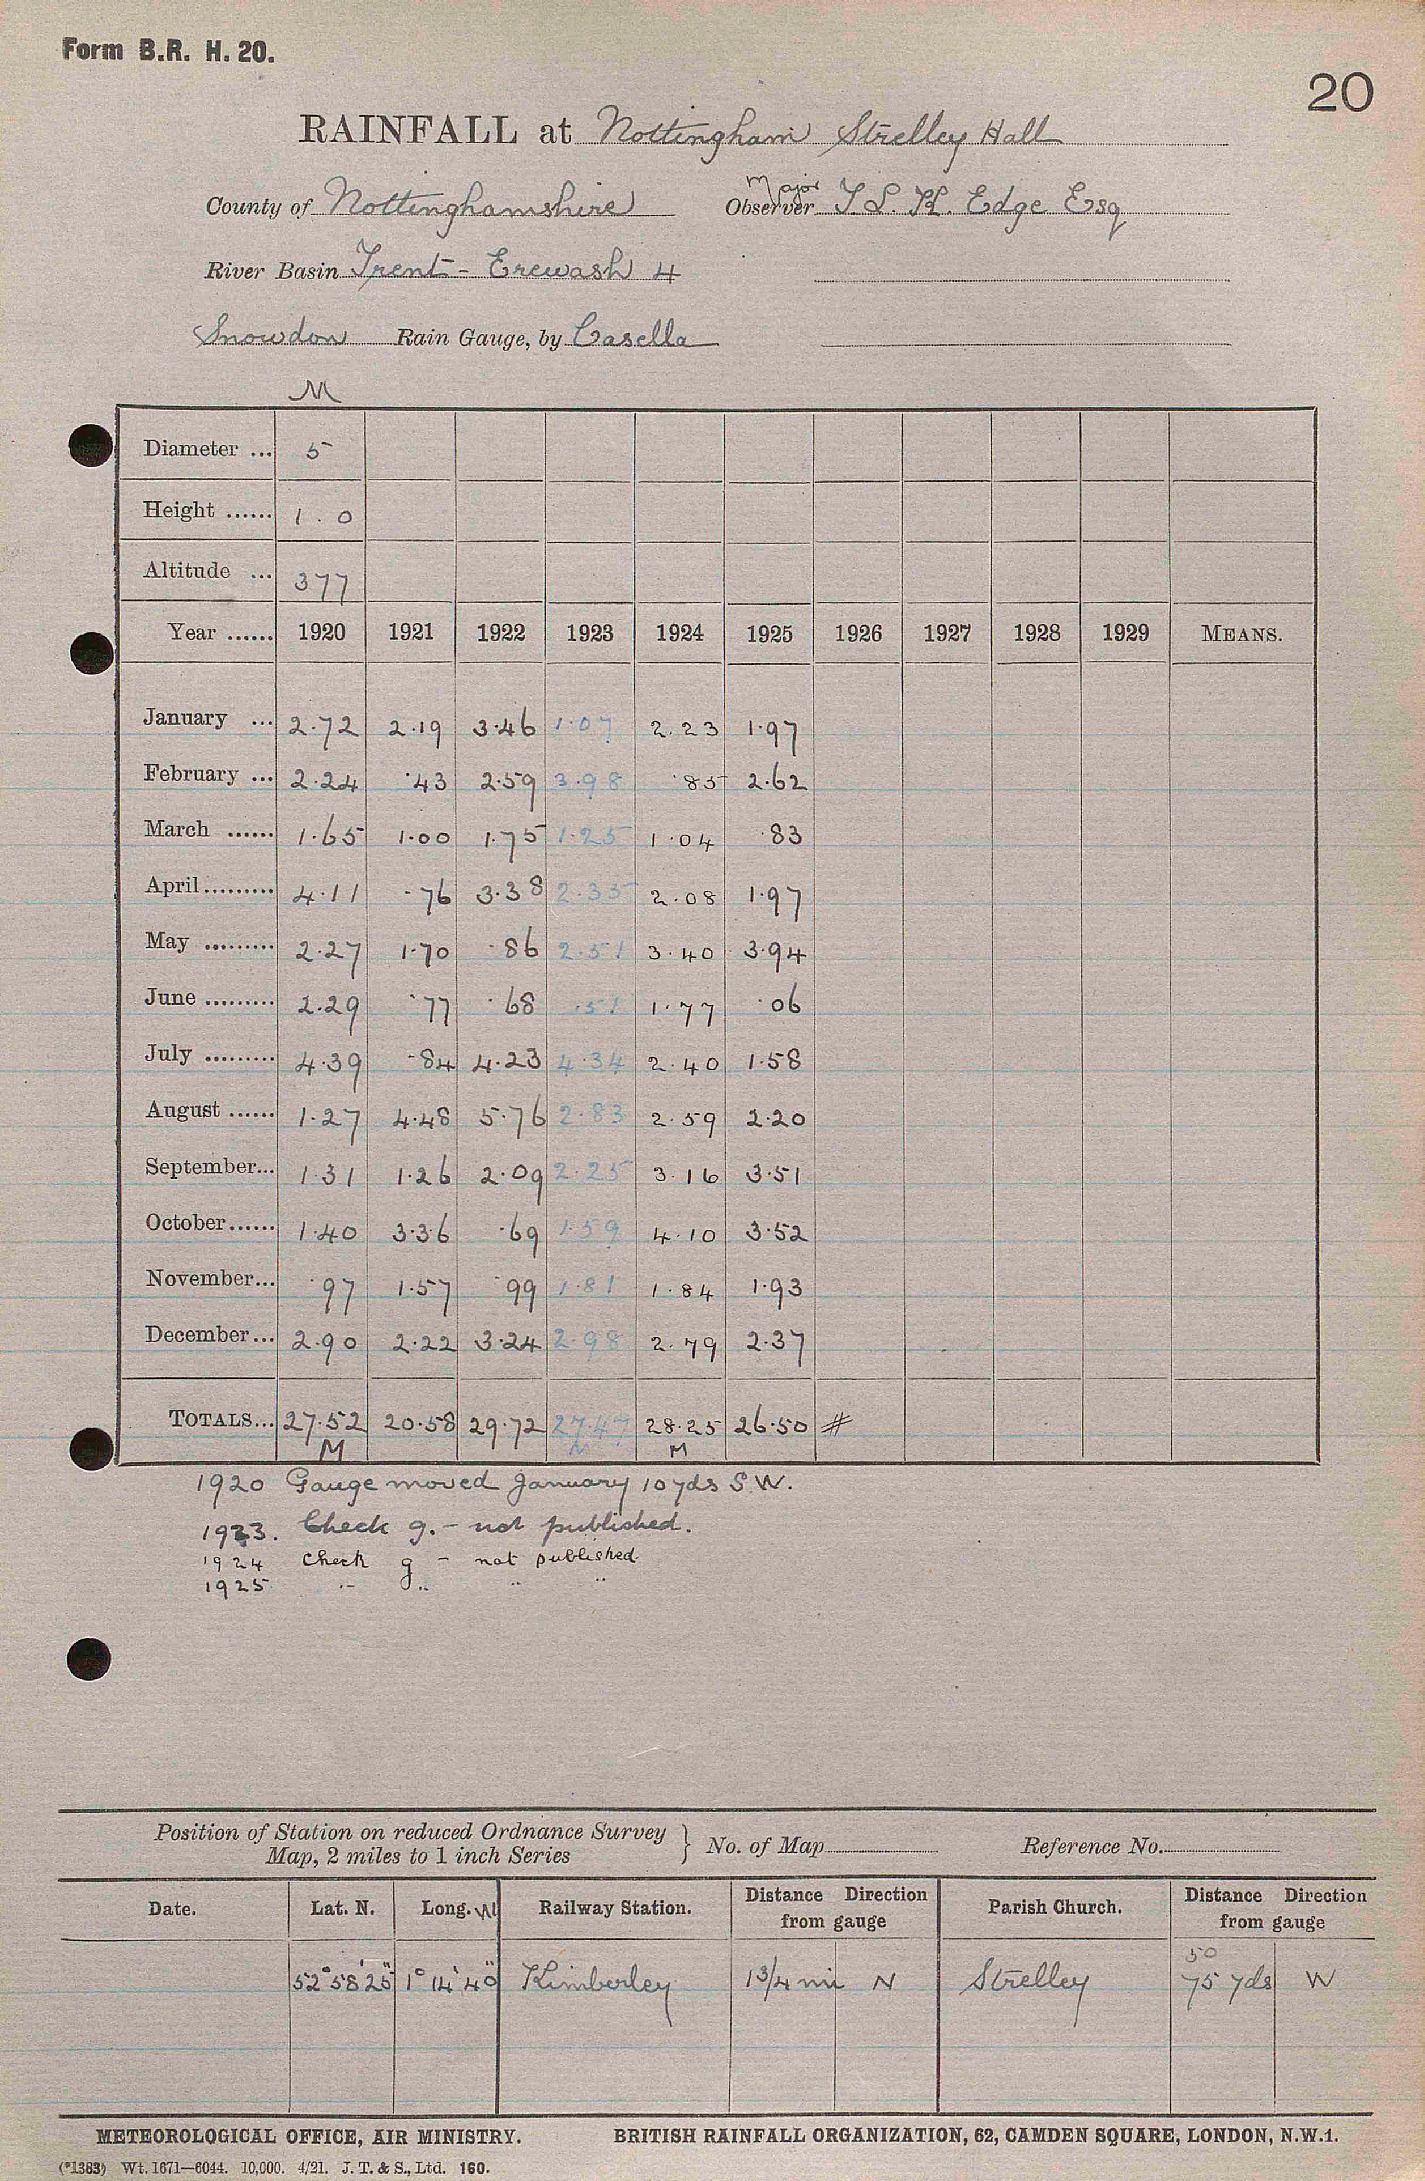 Form B.R. H. 20.
20
RAINFALL at Nottingham Strelley Hall
Major
County of Nottinghamshire Observer T. L. K. Edge Esq
River Basin Trent - Erewash 4
Snowdon Rain Gauge, by Casella
M
Diameter ... 5
Height ...... 1.0
Altitude ... 377
Year ...... 1920 1921 1922 1923 1924 1925 1926 1927 1928 1929 MEANS.
January ... 2.72 2.19 3.46 1.07 2.23 1.97
February ... 2.24 .43 2.59 3.98 .85 2.62
March ...... 1.65 1.00 1.75 1.25 1.04 .83
April ......... 4.11 .76 3.38 2.35 2.08 1.97
May ......... 2.27 1.70 .86 2.51 3.40 3.94
June ......... 2.29 .77 .68 .51 1.77 .06
July ......... 4.39 .84 4.23 4.34 2.40 1.58
August ...... 1.27 4.48 5.76 2.83 2.59 2.20
September... 1.31 1.26 2.09 2.25 3.16 3.51
October...... 1.40 3.36 .69 1.59 4.10 3.52
November... .97 1.57 .99 1.81 1.84 1.93
December... 2.90 2.22 3.24 2.98 2.79 2.37
TOTALS... 27.52 20.58 29.72 27.47 28.25 26.50 #
M M M
1920 Gauge moved January 10 yds S.W.
1923. Check g. - not published.
1924 Check g - not published
1925 .. g.. .. ..
Position of Station on reduced Ordnance Survey
Map, 2 miles to 1 inch Series } No. of Map Reference No.
Date. Lat. N. Long. W Railway Station. Distance Direction from gauge Parish Church. Distance Direction from gauge
50
52° 58' 25" 1° 14' 40" Kimberley 1 3/4 mi N Strelley 75 yds W
METEOROLOGICAL OFFICE, AIR MINISTRY. BRITISH RAINFALL ORGANIZATION, 62, CAMDEN SQUARE, LONDON, N.W.1.
(*1383) Wt. 1671—6044. 10,000. 4/21. J. T. & S., Ltd. 160.